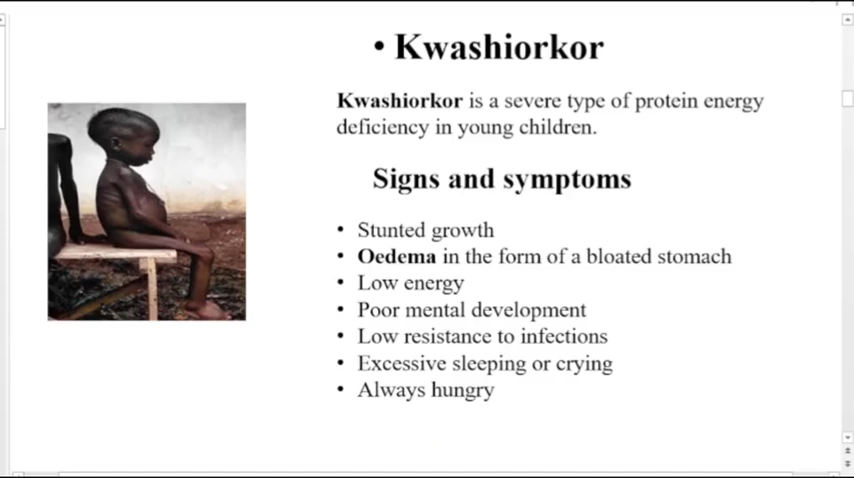 • Kwashiorkor
Kwashiorkor is a severe type of protein energy
deficiency in young children.
Signs and symptoms
• Stunted growth
• Oedema in the form of a bloated stomach
• Low energy
• Poor mental development
• Low resistance to infections
• Excessive sleeping or crying
• Always hungry